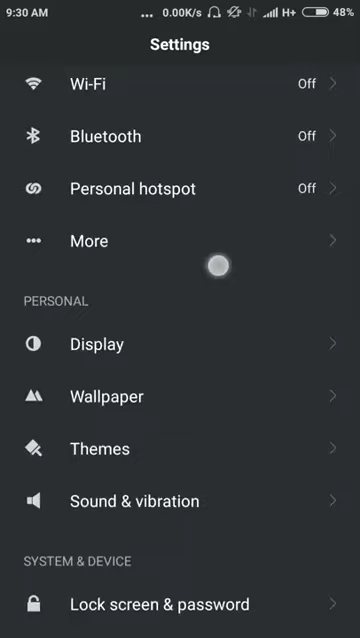 9:30 AM ... 0.00K/s H+ 48%
Settings
Wi-Fi Off
Bluetooth Off
Personal hotspot Off
More
PERSONAL
Display
Wallpaper
Themes
Sound & vibration
SYSTEM & DEVICE
Lock screen & password